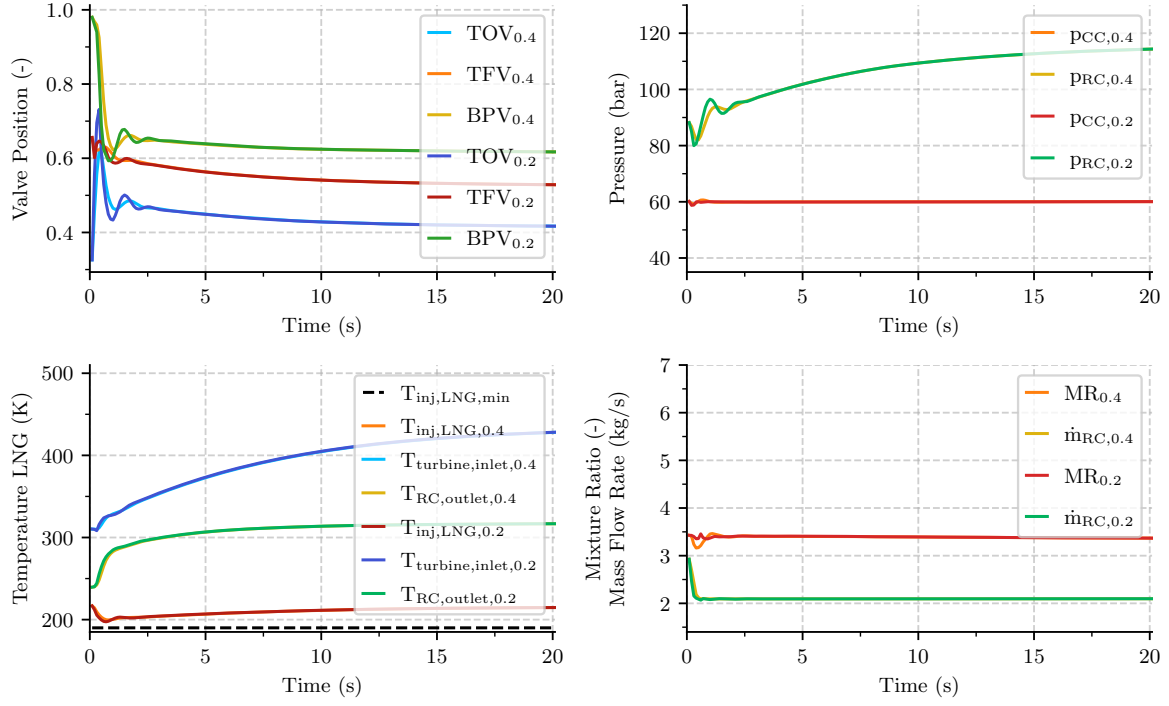 1.0
0.8
0.6
0.4
Valve Position (-)
0
5
10
15
20
Time (s)
TOV0.4
TFV0.4
BPV0.4
TOV0.2
TFV0.2
BPV0.2
120
100
80
60
40
Pressure (bar)
0
5
10
15
20
Time (s)
pCC,0.4
pRC,0.4
pCC,0.2
pRC,0.2
500
400
300
200
Temperature LNG (K)
0
5
10
15
20
Time (s)
Tinj,LNG,min
Tinj,LNG,0.4
Tturbine,inlet,0.4
TRC,outlet,0.4
Tinj,LNG,0.2
Tturbine,inlet,0.2
TRC,outlet,0.2
7
6
5
4
3
2
Mixture Ratio (-)
Mass Flow Rate (kg/s)
0
5
10
15
20
Time (s)
MR0.4
ṁRC,0.4
MR0.2
ṁRC,0.2